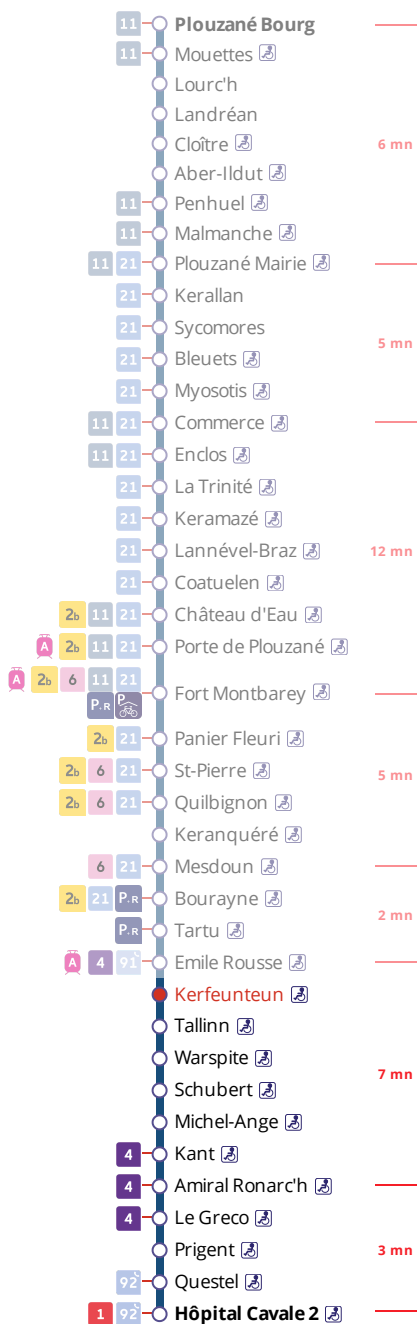 11 Plouzané Bourg
11 Mouettes
Lourc'h
Landréan
Cloître
6 mn
Aber-Ildut
11 Penhuel
11 Malmanche
11 21 Plouzané Mairie
21 Kerallan
21 Sycomores
5 mn
21 Bleuets
21 Myosotis
11 21 Commerce
11 21 Enclos
21 La Trinité
21 Keramazé
21 Lannével-Braz
12 mn
21 Coatuelen
2b 11 21 Château d'Eau
A 2b 11 21 Porte de Plouzané
A 2b 6 11 21
Fort Montbarey
P+R P
2b 21 Panier Fleuri
2b 6 21 St-Pierre
5 mn
2b 6 21 Quilbignon
Keranquéré
6 21 Mesdoun
2b 21 P+R Bourayne
2 mn
P+R Tartu
A 4 91 Emile Rousse
Kerfeunteun
Tallinn
Warspite
7 mn
Schubert
Michel-Ange
4 Kant
4 Amiral Ronarc'h
4 Le Greco
Prigent
3 mn
92 Questel
1 92 Hôpital Cavale 2